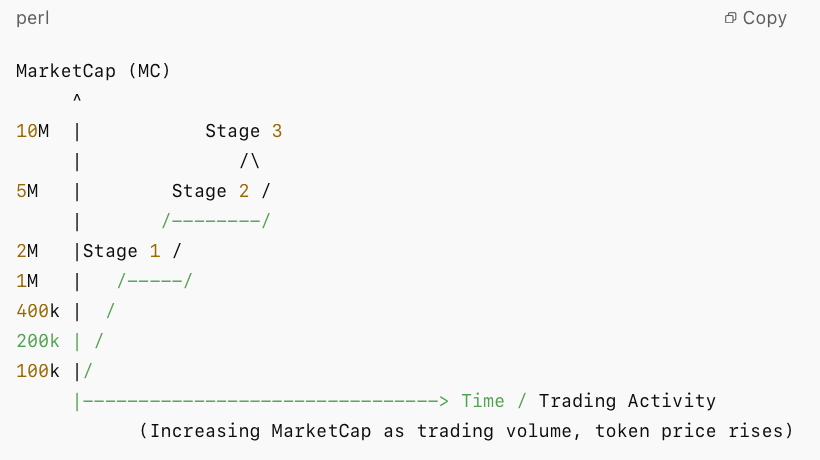 perl Copy
MarketCap (MC)
     ^
10M  |           Stage 3
     |              /\
5M   |        Stage 2 /
     |       /--------/
2M   |Stage 1 /
1M   |   /-----/
400k |  /
200k | /
100k |/
     |--------------------------------> Time / Trading Activity
           (Increasing MarketCap as trading volume, token price rises)